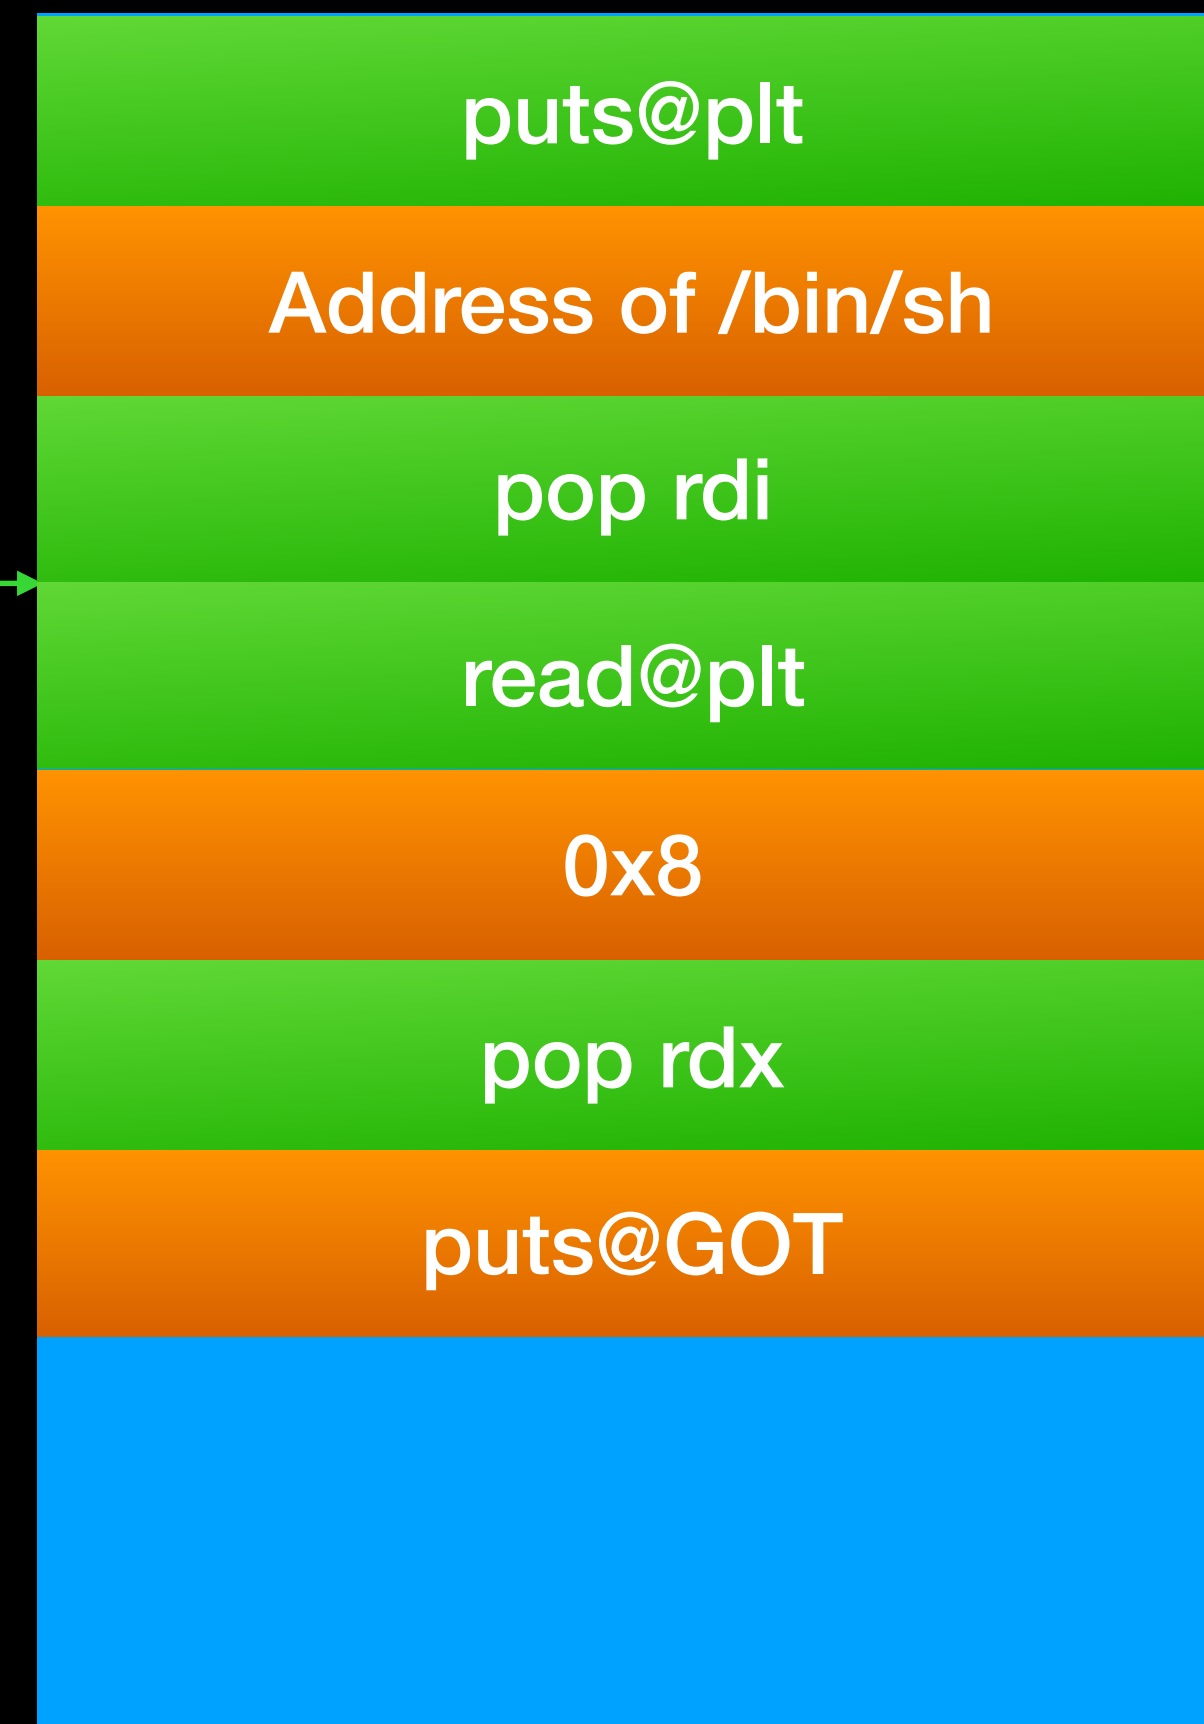 puts@plt
Address of /bin/sh
pop rdi
read@plt
0x8
pop rdx
puts@GOT